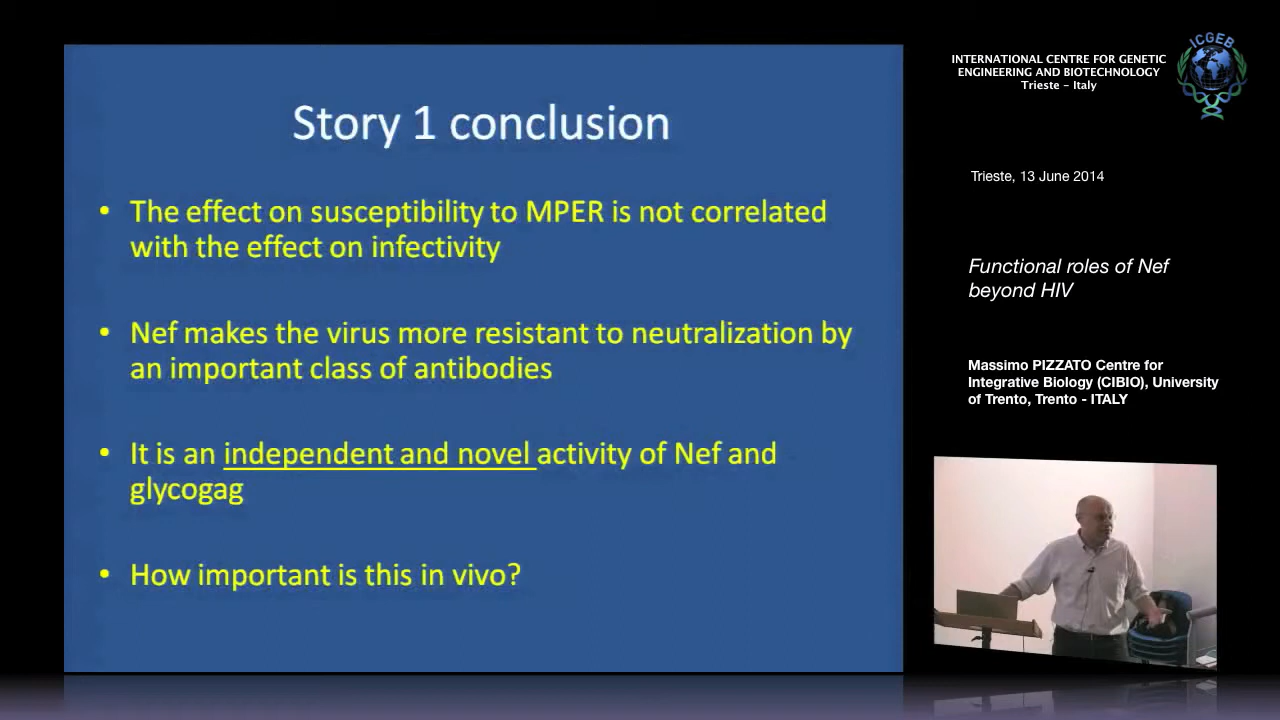 Story 1 conclusion
• The effect on susceptibility to MPER is not correlated
with the effect on infectivity
• Nef makes the virus more resistant to neutralization by
an important class of antibodies
• It is an independent and novel activity of Nef and
glycogag
• How important is this in vivo?
INTERNATIONAL CENTRE FOR GENETIC
ENGINEERING AND BIOTECHNOLOGY
Trieste - Italy
ICGEB
Trieste, 13 June 2014
Functional roles of Nef
beyond HIV
Massimo PIZZATO Centre for
Integrative Biology (CIBIO), University
of Trento, Trento - ITALY